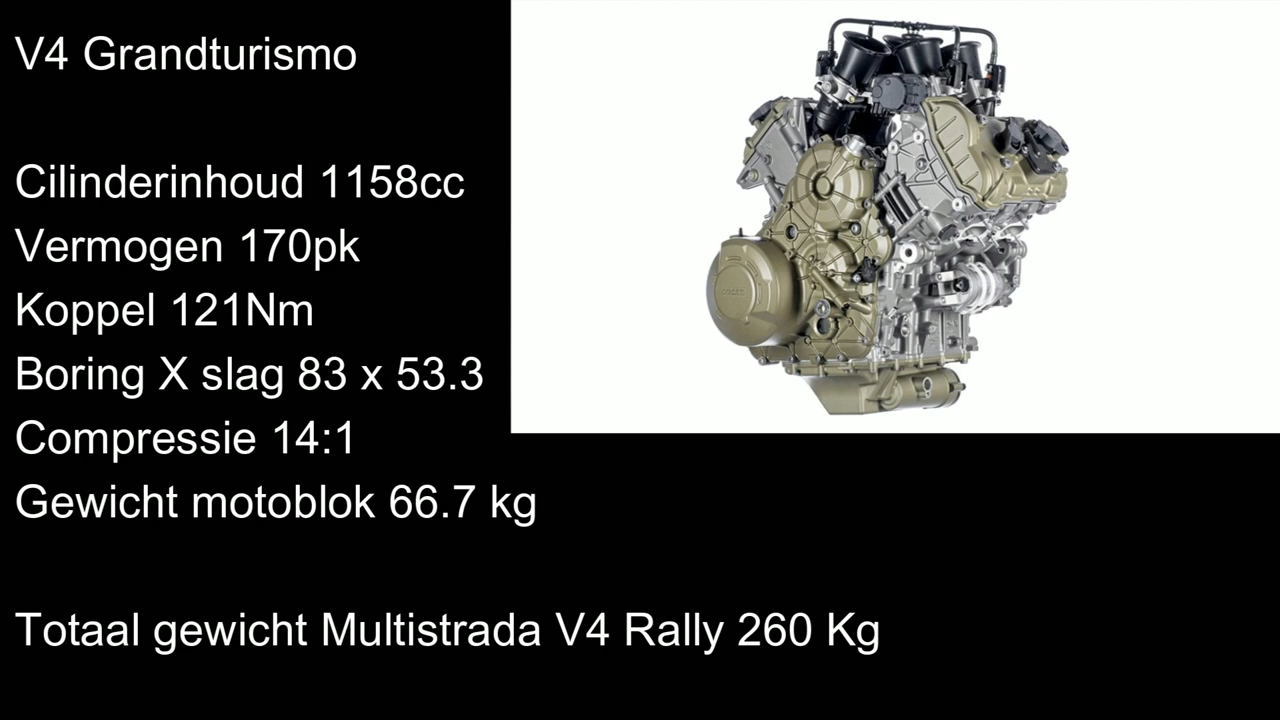 V4 Grandturismo
Cilinderinhoud 1158cc
Vermogen 170pk
Koppel 121Nm
Boring X slag 83 x 53.3
Compressie 14:1
Gewicht motoblok 66.7 kg
Totaal gewicht Multistrada V4 Rally 260 Kg